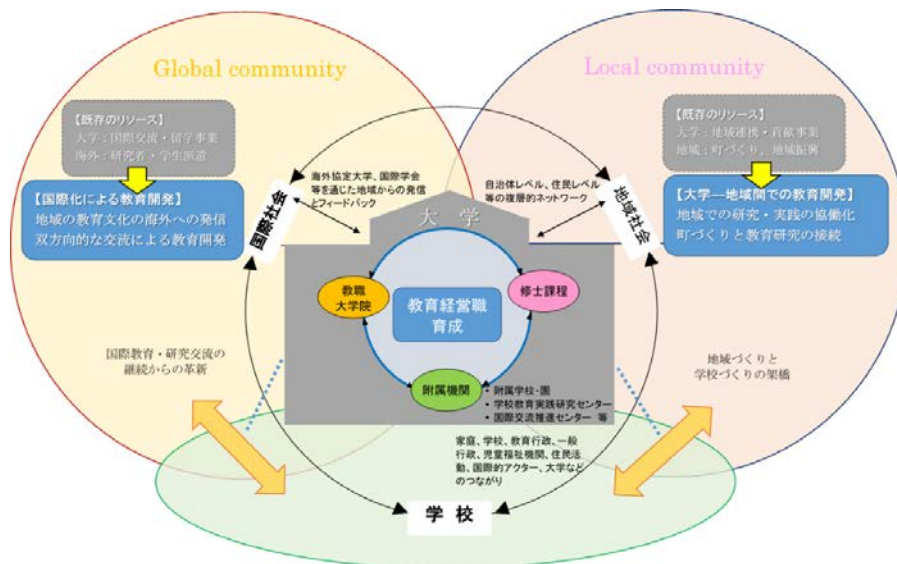 Global community
Local community
【既存のリソース】
大学：国際交流・留学事業
海外：研究者・学生派遣
【国際化による教育開発】
地域の教育文化の海外への発信
双方向的な交流による教育開発
国際社会
海外協定大学、国際学会
等を通じた地域からの発信
とフィードバック
自治体レベル、住民レベル
等の複層的ネットワーク
地域社会
【既存のリソース】
大学：地域連携・貢献事業
地域：町づくり、地域振興
【大学―地域間での教育開発】
地域での研究・実践の協働化
町づくりと教育研究の接続
大 学
教職
大学院
教育経営職
育成
修士課程
附属機関
・ 附属学校・園
・ 学校教育実践研究センター
・ 国際交流推進センター 等
国際教育・研究交流の
継続からの革新
地域づくりと
学校づくりの架橋
家庭、学校、教育行政、一般
行政、児童福祉機関、住民活
動、国際的アクター、大学などと
のつながり
学 校